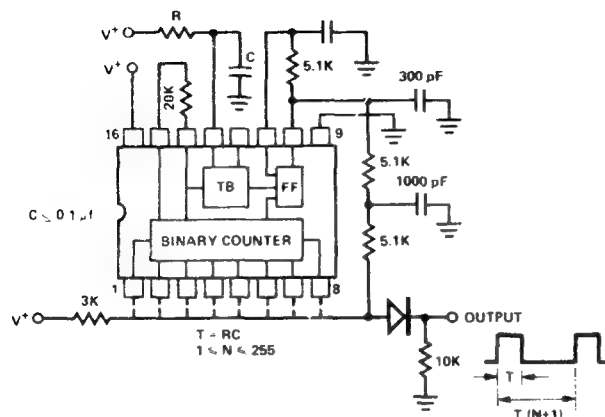 R
V+
C
V+
20K
5.1K
300 pF
16
9
TB
FF
5.1K
1000 pF
C ≤ 0.1 μf
BINARY COUNTER
5.1K
1
8
V+
3K
OUTPUT
T = RC
1 ≤ N ≤ 255
10K
T
T (N+1)